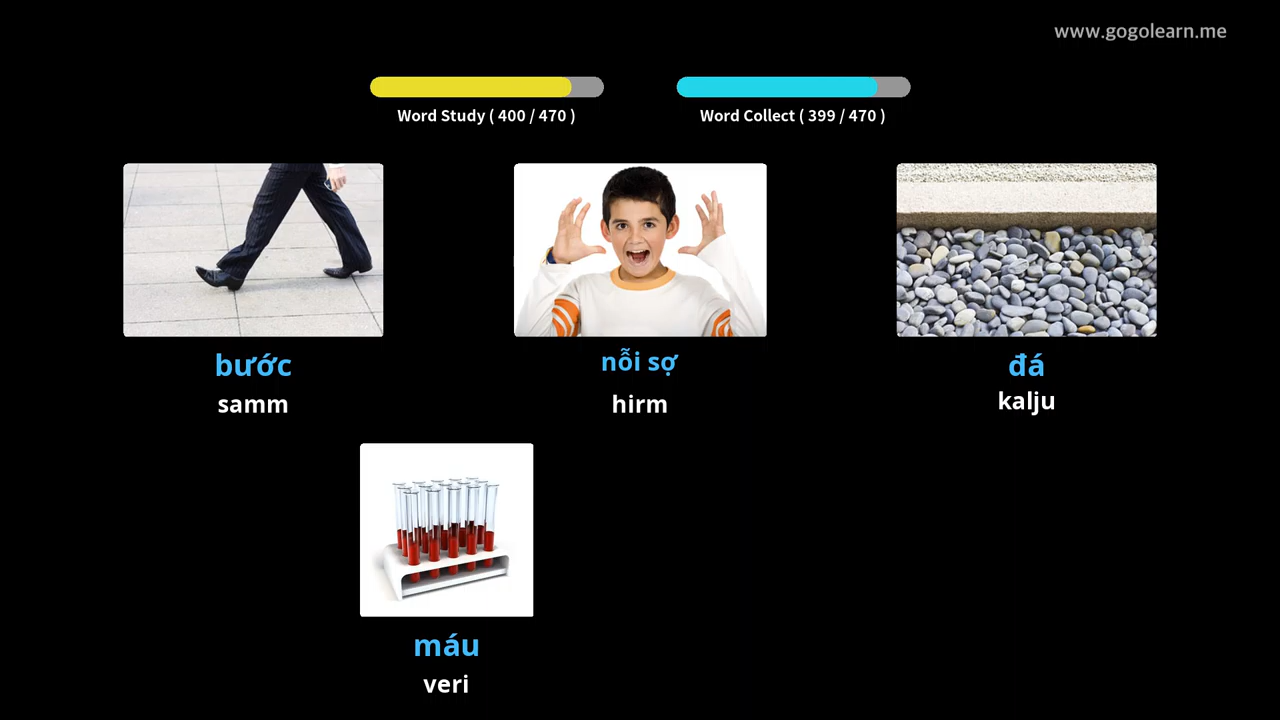 www.gogolearn.me
Word Study ( 400 / 470 )
Word Collect ( 399 / 470 )
bước
samm
nỗi sợ
hirm
đá
kalju
máu
veri